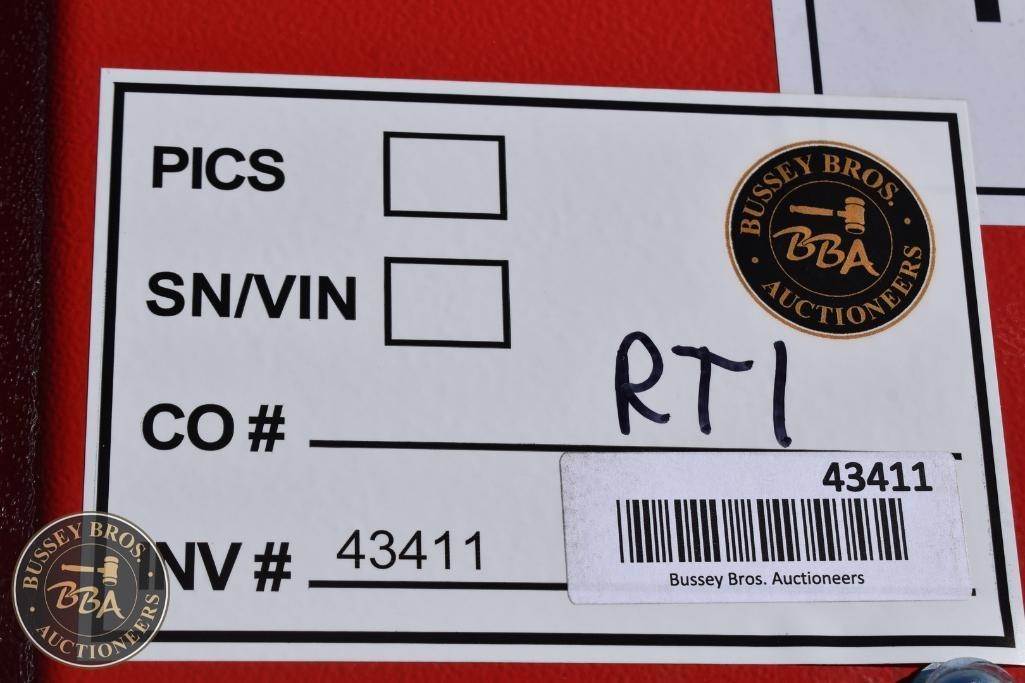 PICS
BUSSEY BROS.
BBA
AUCTIONEERS
SN/VIN
CO #
RT1
43411
Bussey Bros. Auctioneers
INV # 43411
BUSSEY BROS.
BBA
AUCTIONEERS